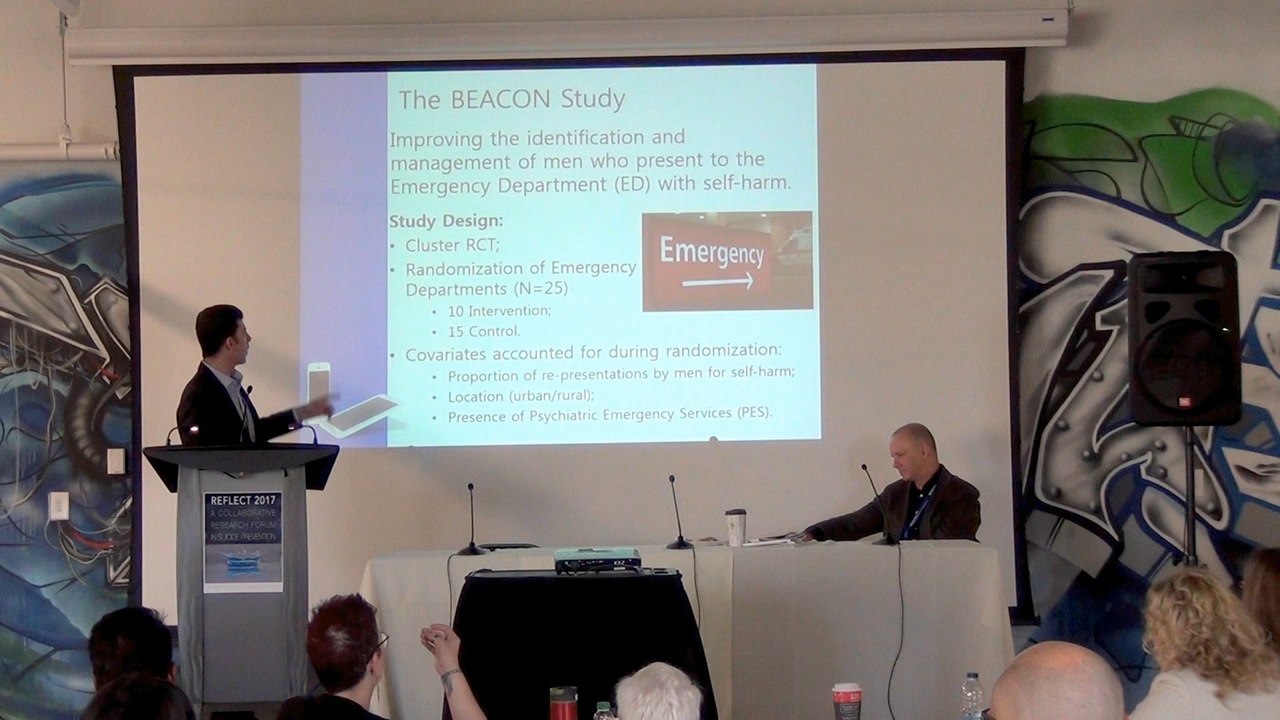 The BEACON Study
Improving the identification and
management of men who present to the
Emergency Department (ED) with self-harm.
Study Design:
• Cluster RCT;
• Randomization of Emergency
Departments (N=25)
• 10 Intervention;
• 15 Control.
• Covariates accounted for during randomization:
• Proportion of re-presentations by men for self-harm;
• Location (urban/rural);
• Presence of Psychiatric Emergency Services (PES).
Emergency
REFLECT 2017
A COLLABORATIVE
RESEARCH FORUM
IN SUICIDE PREVENTION
JBL